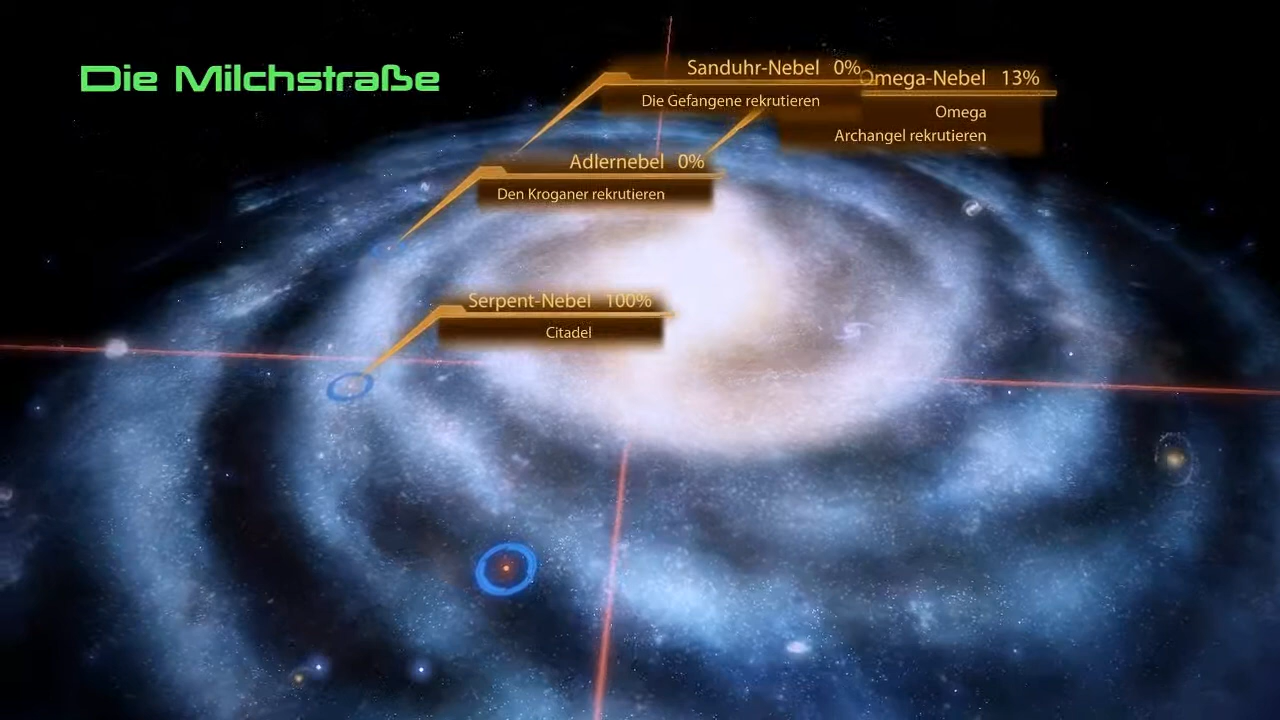 Die Milchstraße
Sanduhr-Nebel 0%
Die Gefangene rekrutieren
Omega-Nebel 13%
Omega
Archangel rekrutieren
Adlernebel 0%
Den Kroganer rekrutieren
Serpent-Nebel 100%
Citadel